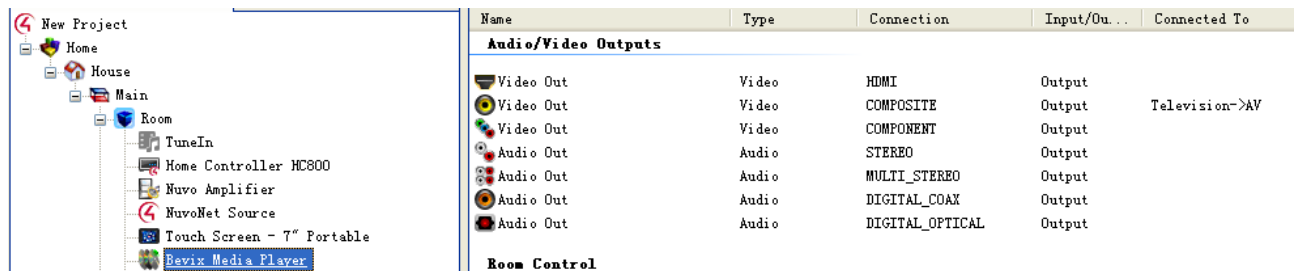 New Project
Home
House
Main
Room
TuneIn
Home Controller HC800
Nuvo Amplifier
NuvoNet Source
Touch Screen - 7" Portable
Bevix Media Player
Name Type Connection Input/Ou... Connected To
Audio/Video Outputs
Video Out Video HDMI Output
Video Out Video COMPOSITE Output Television->AV
Video Out Video COMPONENT Output
Audio Out Audio STEREO Output
Audio Out Audio MULTI_STEREO Output
Audio Out Audio DIGITAL_COAX Output
Audio Out Audio DIGITAL_OPTICAL Output
Room Control